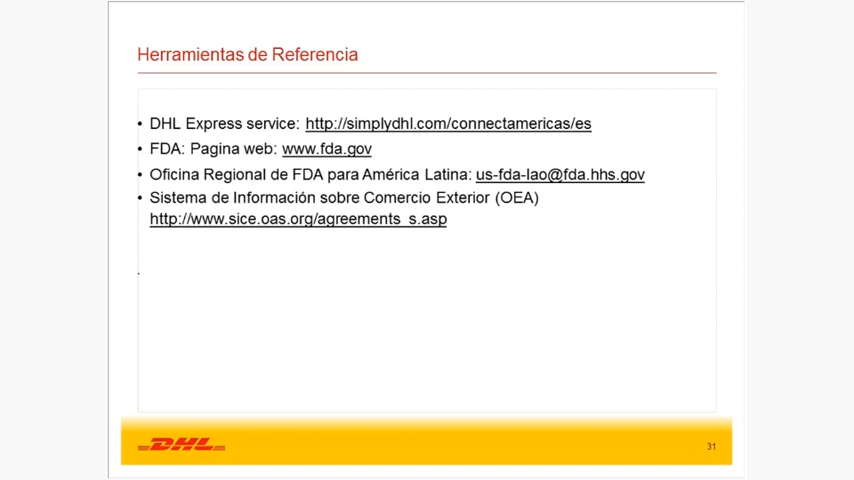 Herramientas de Referencia
• DHL Express service: http://simplydhl.com/connectamericas/es
• FDA: Pagina web: www.fda.gov
• Oficina Regional de FDA para América Latina: us-fda-lao@fda.hhs.gov
• Sistema de Información sobre Comercio Exterior (OEA)
http://www.sice.oas.org/agreements_s.asp
.
DHL
31